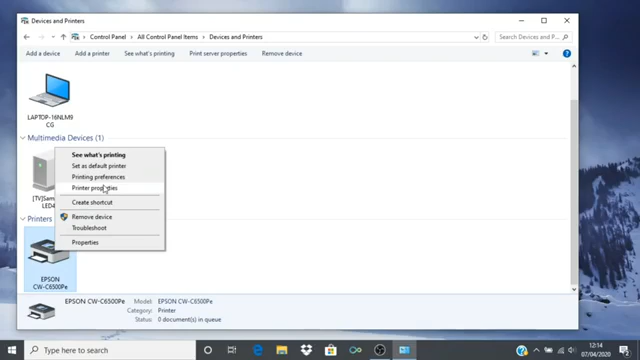 Devices and Printers
Control Panel > All Control Panel Items > Devices and Printers
Search Devices and P...
Add a device
Add a printer
See what's printing
Print server properties
Remove device
LAPTOP-16NLM9
CG
Multimedia Devices (1)
[TV]Sam
LED4
See what's printing
Set as default printer
Printing preferences
Printer properties
Create shortcut
Remove device
Troubleshoot
Properties
Printers
EPSON
CW-C6500Pe
EPSON CW-C6500Pe
Model: EPSON CW-C6500Pe
Category: Printer
Status: 0 document(s) in queue
Type here to search
12:14
07/04/2020